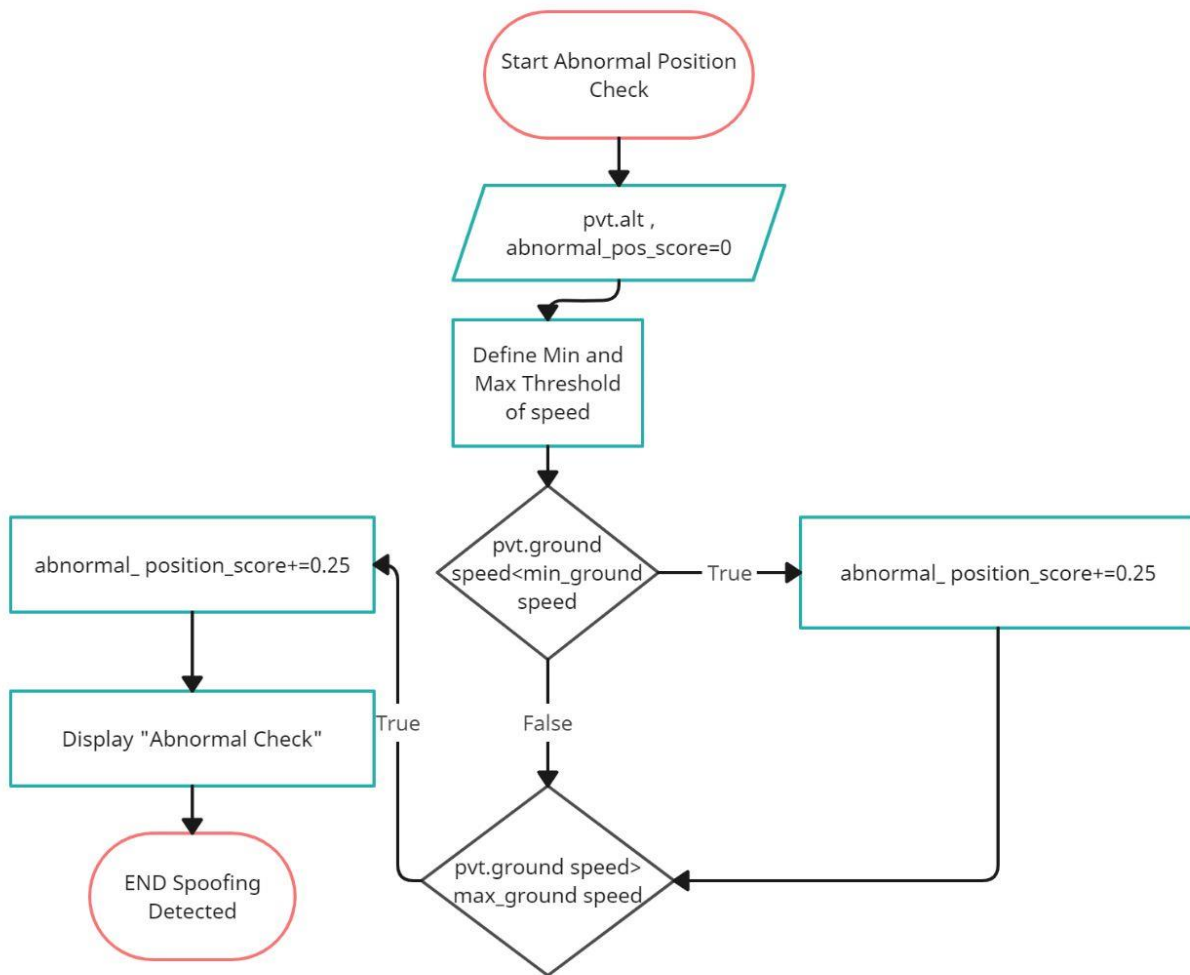 Start Abnormal Position
Check
pvt.alt ,
abnormal_pos_score=0
Define Min and
Max Threshold
of speed
pvt.ground
speed<min_ground
speed
True
abnormal_ position_score+=0.25
abnormal_ position_score+=0.25
Display "Abnormal Check"
True
False
pvt.ground speed>
max_ground speed
END Spoofing
Detected